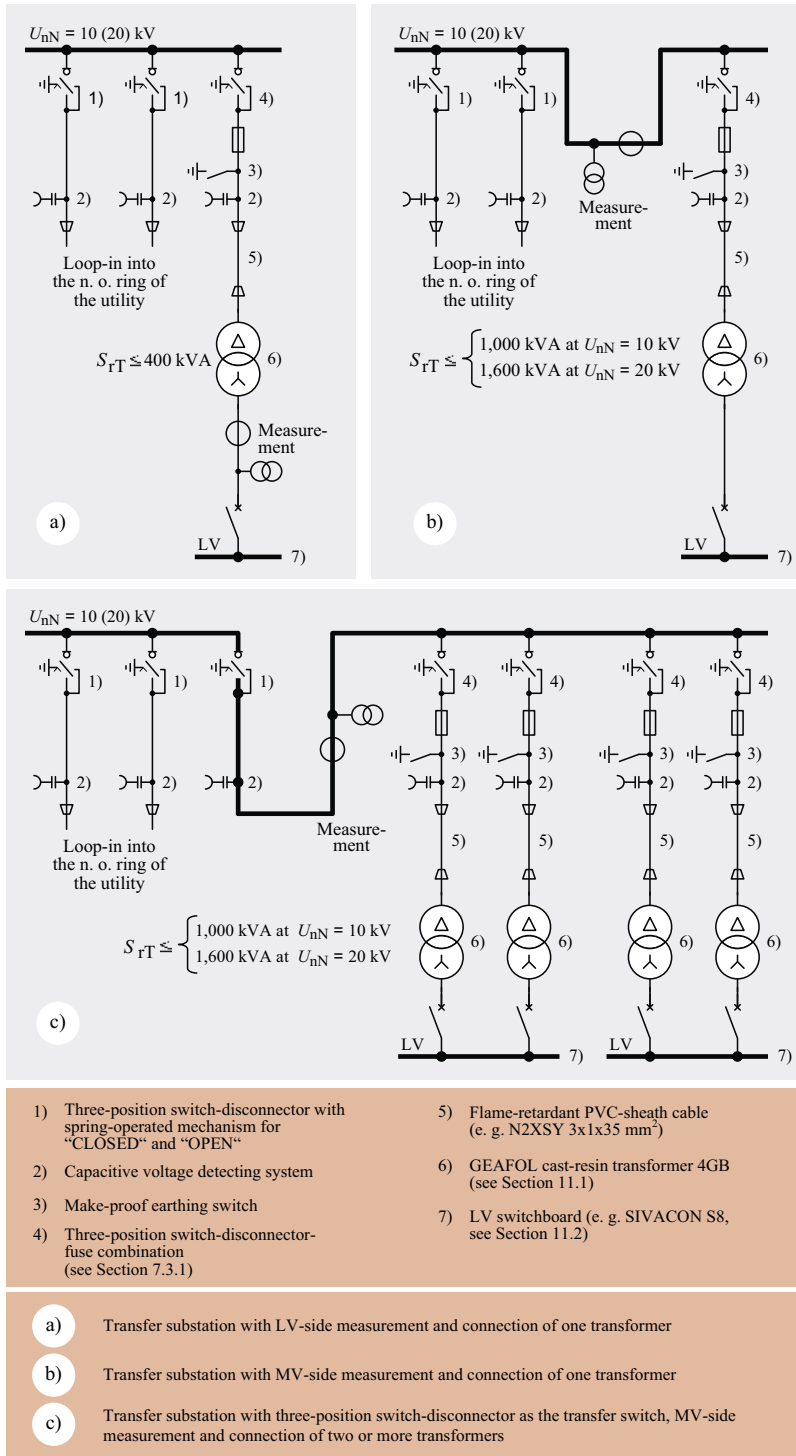 UnN = 10 (20) kV
1)
1)
4)
3)
2)
2)
2)
Loop-in into
the n. o. ring of
the utility
5)
SrT ≦ 400 kVA
6)
Measure-
ment
a)
LV
7)
UnN = 10 (20) kV
1)
1)
4)
Measure-
ment
3)
2)
2)
2)
Loop-in into
the n. o. ring of
the utility
5)
SrT ≦
1,000 kVA at UnN = 10 kV
1,600 kVA at UnN = 20 kV
6)
b)
LV
7)
UnN = 10 (20) kV
1)
1)
1)
4)
4)
4)
4)
3)
3)
3)
3)
2)
2)
2)
2)
2)
2)
2)
Measure-
ment
Loop-in into
the n. o. ring of
the utility
5)
5)
5)
5)
SrT ≦
1,000 kVA at UnN = 10 kV
1,600 kVA at UnN = 20 kV
6)
6)
6)
6)
c)
LV
7)
LV
7)
1) Three-position switch-disconnector with
spring-operated mechanism for
“CLOSED“ and “OPEN“
2) Capacitive voltage detecting system
3) Make-proof earthing switch
4) Three-position switch-disconnector-
fuse combination
(see Section 7.3.1)
5) Flame-retardant PVC-sheath cable
(e. g. N2XSY 3x1x35 mm²)
6) GEAFOL cast-resin transformer 4GB
(see Section 11.1)
7) LV switchboard (e. g. SIVACON S8,
see Section 11.2)
a) Transfer substation with LV-side measurement and connection of one transformer
b) Transfer substation with MV-side measurement and connection of one transformer
c) Transfer substation with three-position switch-disconnector as the transfer switch, MV-side
measurement and connection of two or more transformers